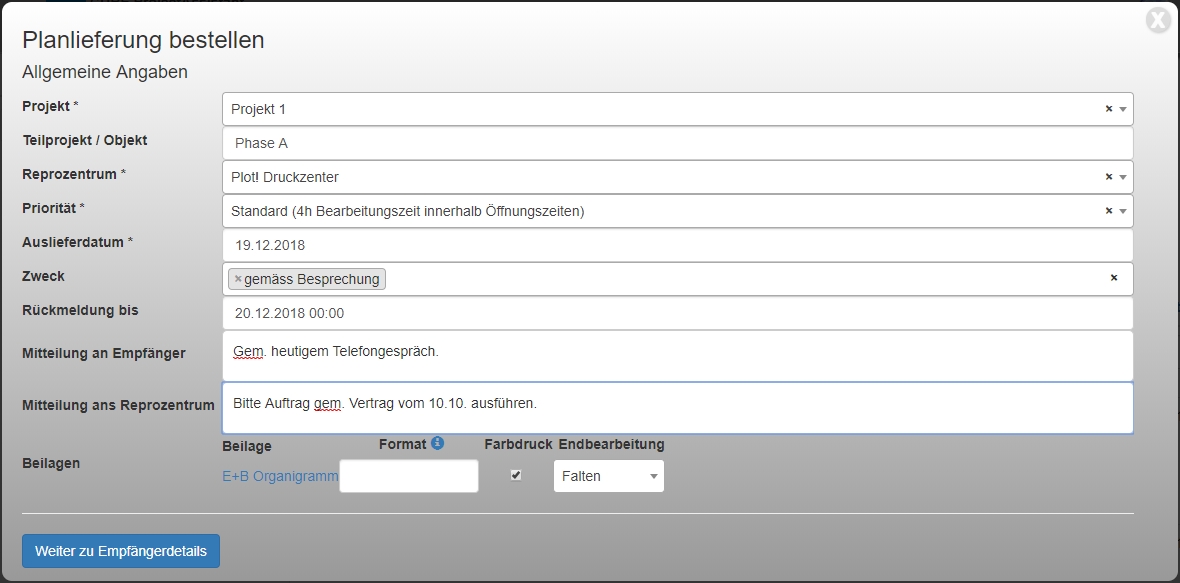 Planlieferung bestellen
Allgemeine Angaben
Projekt * Projekt 1
Teilprojekt / Objekt Phase A
Reprozentrum * Plot! Druckzenter
Priorität * Standard (4h Bearbeitungszeit innerhalb Öffnungszeiten)
Auslieferdatum * 19.12.2018
Zweck × gemäss Besprechung
Rückmeldung bis 20.12.2018 00:00
Mitteilung an Empfänger Gem. heutigem Telefongespräch.
Mitteilung ans Reprozentrum Bitte Auftrag gem. Vertrag vom 10.10. ausführen.
Beilage Format Farbdruck Endbearbeitung
Beilagen
E+B Organigramm Falten
Weiter zu Empfängerdetails